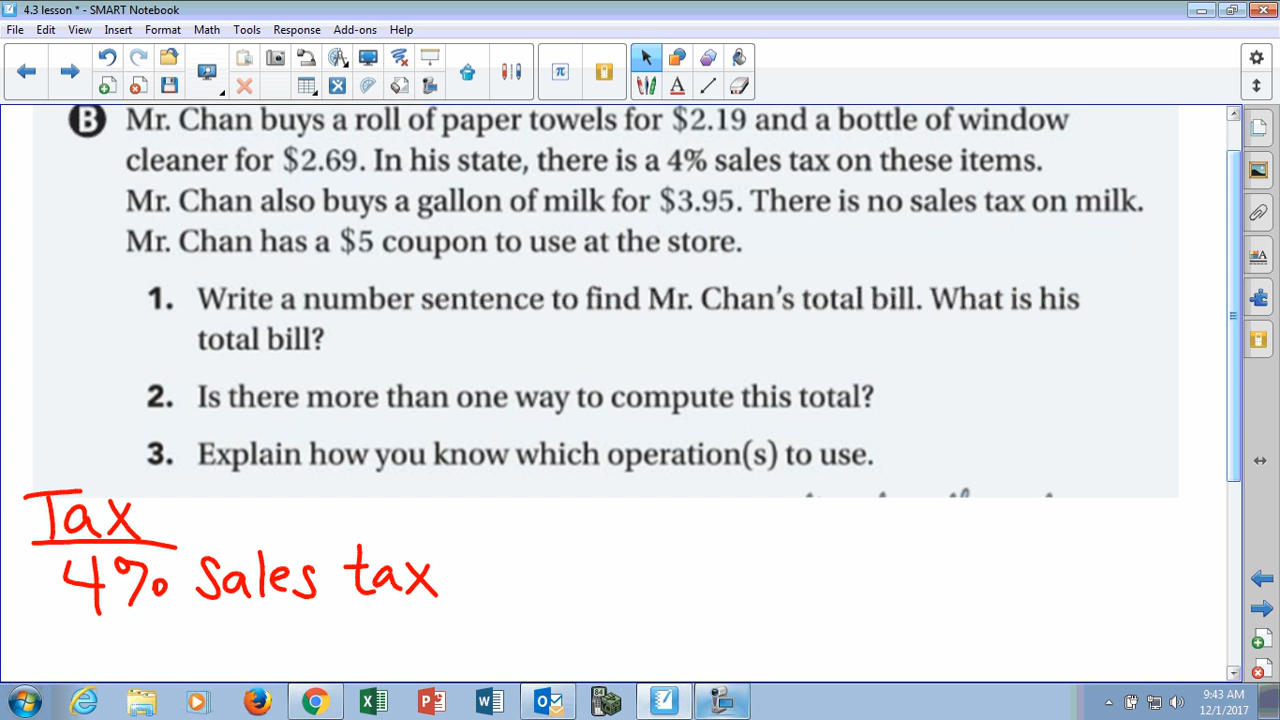 4.3 lesson * - SMART Notebook
File Edit View Insert Format Math Tools Response Add-ons Help
B Mr. Chan buys a roll of paper towels for $2.19 and a bottle of window
cleaner for $2.69. In his state, there is a 4% sales tax on these items.
Mr. Chan also buys a gallon of milk for $3.95. There is no sales tax on milk.
Mr. Chan has a $5 coupon to use at the store.
1. Write a number sentence to find Mr. Chan's total bill. What is his
total bill?
2. Is there more than one way to compute this total?
3. Explain how you know which operation(s) to use.
Tax
4% sales tax
9:43 AM
12/1/2017